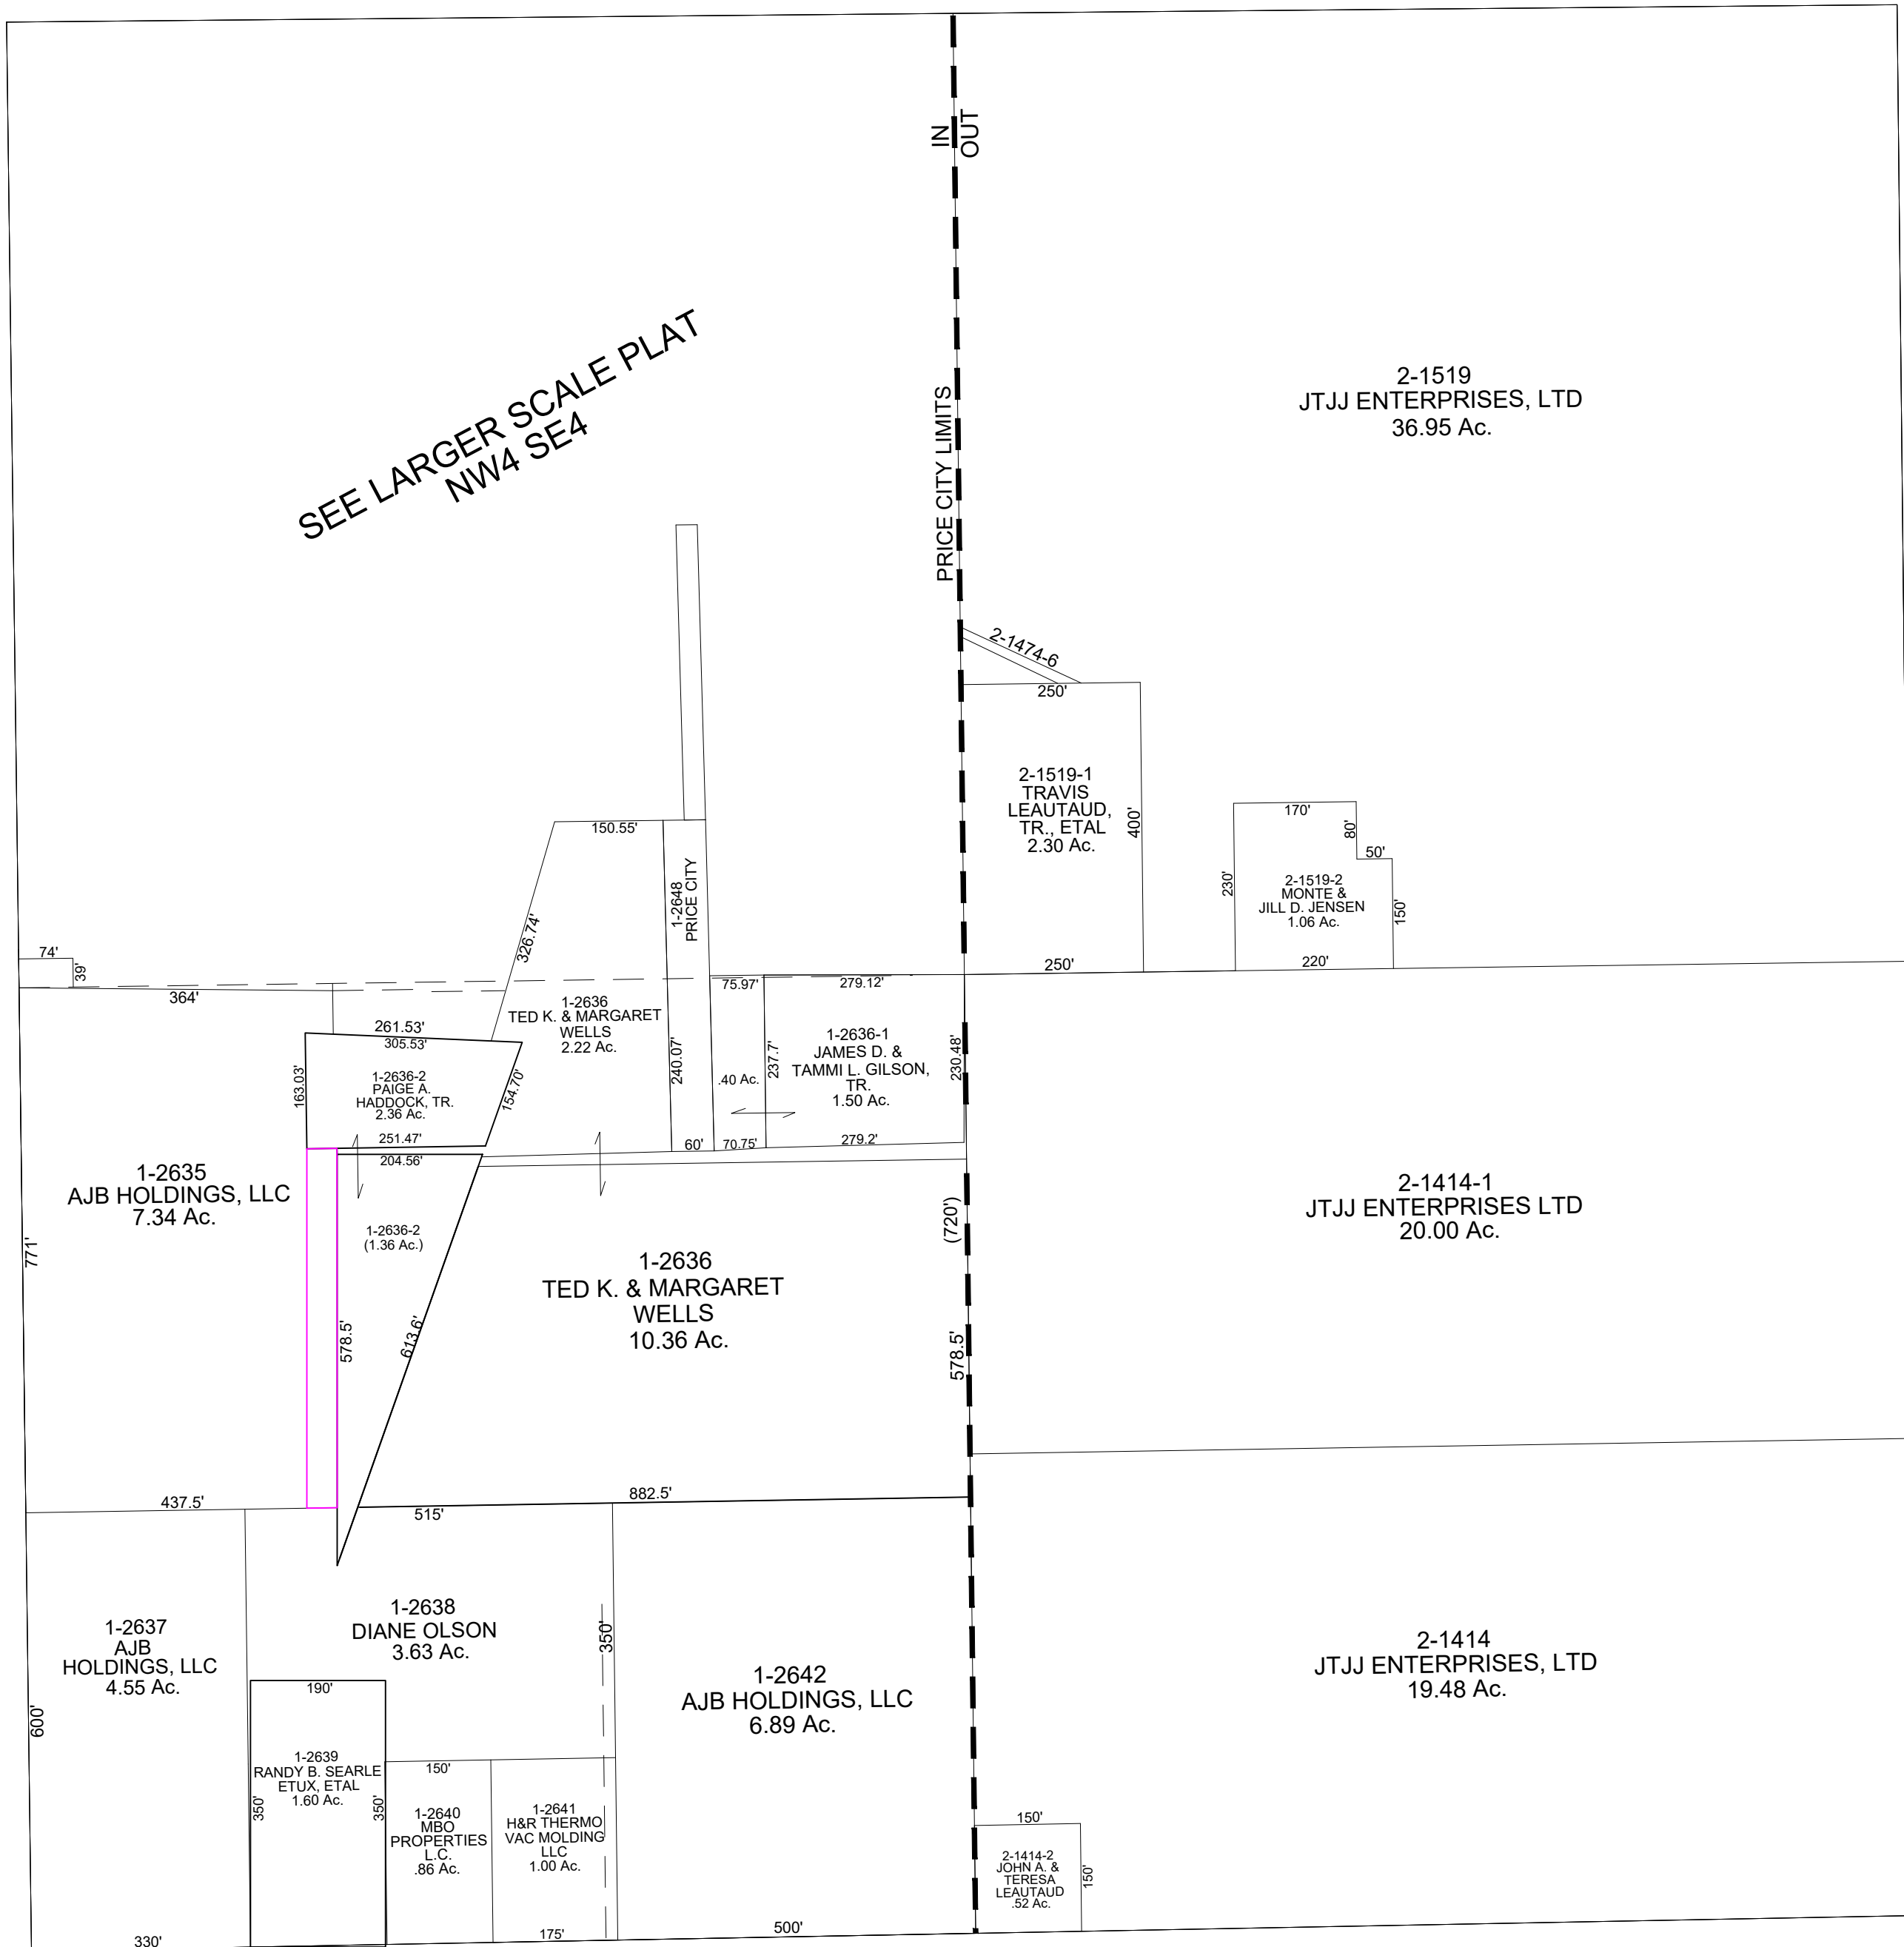 IN
OUT
SEE LARGER SCALE PLAT
NW4 SE4
PRICE CITY LIMITS
2-1519
JTJJ ENTERPRISES, LTD
36.95 Ac.
2-1474-6
250'
2-1519-1
TRAVIS
LEAUTAUD,
TR., ETAL
2.30 Ac.
400'
250'
170'
80'
50'
230'
2-1519-2
MONTE &
JILL D. JENSEN
1.06 Ac.
150'
220'
150.55'
1-2648
PRICE CITY
326.74'
74'
39'
364'
1-2636
TED K. & MARGARET
WELLS
2.22 Ac.
240.07'
75.97'
279.12'
237.7'
.40 Ac.
1-2636-1
JAMES D. &
TAMMI L. GILSON,
TR.
1.50 Ac.
230.48'
60'
70.75'
279.2'
261.53'
305.53'
163.03'
1-2636-2
PAIGE A.
HADDOCK, TR.
2.36 Ac.
154.70'
251.47'
204.56'
1-2635
AJB HOLDINGS, LLC
7.34 Ac.
771'
1-2636-2
(1.36 Ac.)
578.5'
613.6'
1-2636
TED K. & MARGARET
WELLS
10.36 Ac.
(720')
578.5'
2-1414-1
JTJJ ENTERPRISES LTD
20.00 Ac.
437.5'
515'
882.5'
1-2637
AJB
HOLDINGS, LLC
4.55 Ac.
600'
1-2638
DIANE OLSON
3.63 Ac.
350'
1-2642
AJB HOLDINGS, LLC
6.89 Ac.
2-1414
JTJJ ENTERPRISES, LTD
19.48 Ac.
190'
1-2639
RANDY B. SEARLE
ETUX, ETAL
1.60 Ac.
350'
350'
150'
1-2640
MBO
PROPERTIES
L.C.
.86 Ac.
1-2641
H&R THERMO
VAC MOLDING
LLC
1.00 Ac.
150'
2-1414-2
JOHN A. &
TERESA
LEAUTAUD
.52 Ac.
150'
330'
175'
500'